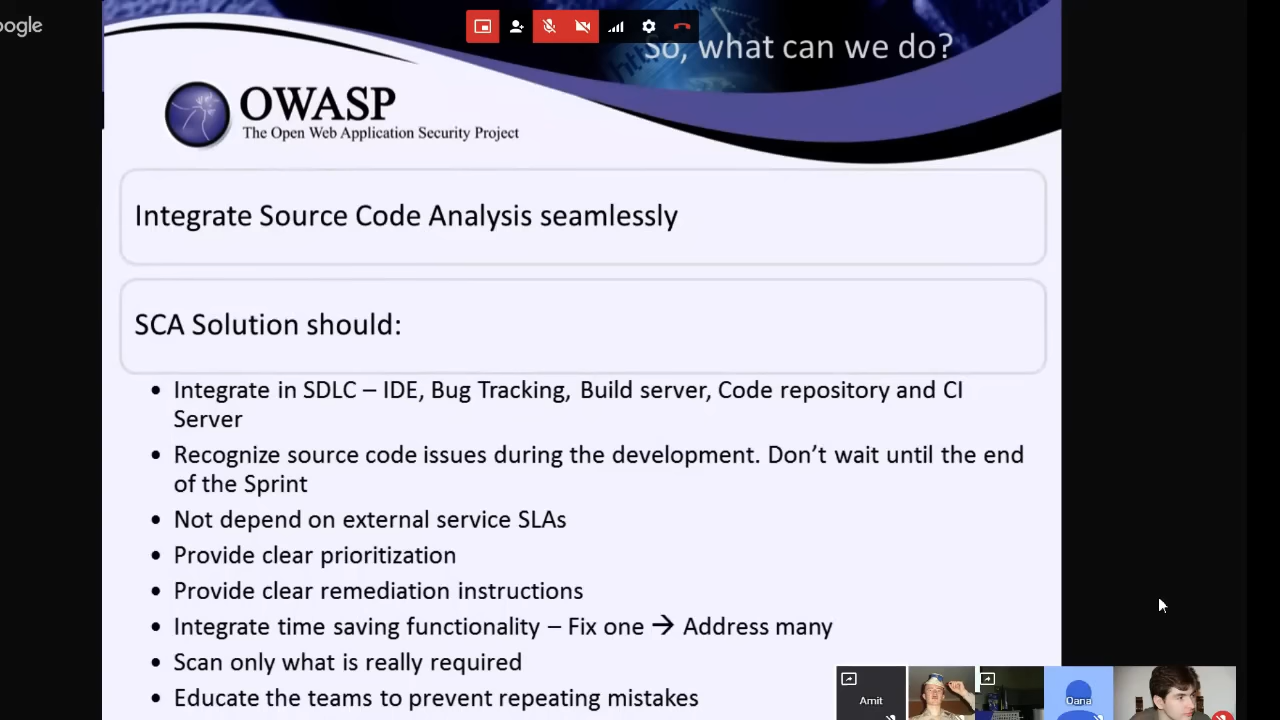 oogle
So, what can we do?
OWASP
The Open Web Application Security Project
Integrate Source Code Analysis seamlessly
SCA Solution should:
• Integrate in SDLC – IDE, Bug Tracking, Build server, Code repository and CI
Server
• Recognize source code issues during the development. Don't wait until the end
of the Sprint
• Not depend on external service SLAs
• Provide clear prioritization
• Provide clear remediation instructions
• Integrate time saving functionality – Fix one → Address many
• Scan only what is really required
• Educate the teams to prevent repeating mistakes
Amit
Oana